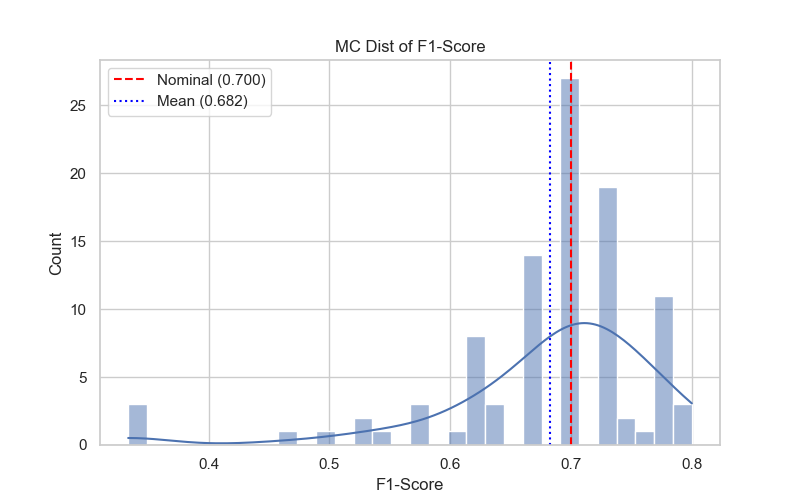 MC Dist of F1-Score
Nominal (0.700)
Mean (0.682)
25
20
15
10
5
0
Count
0.4 0.5 0.6 0.7 0.8
F1-Score